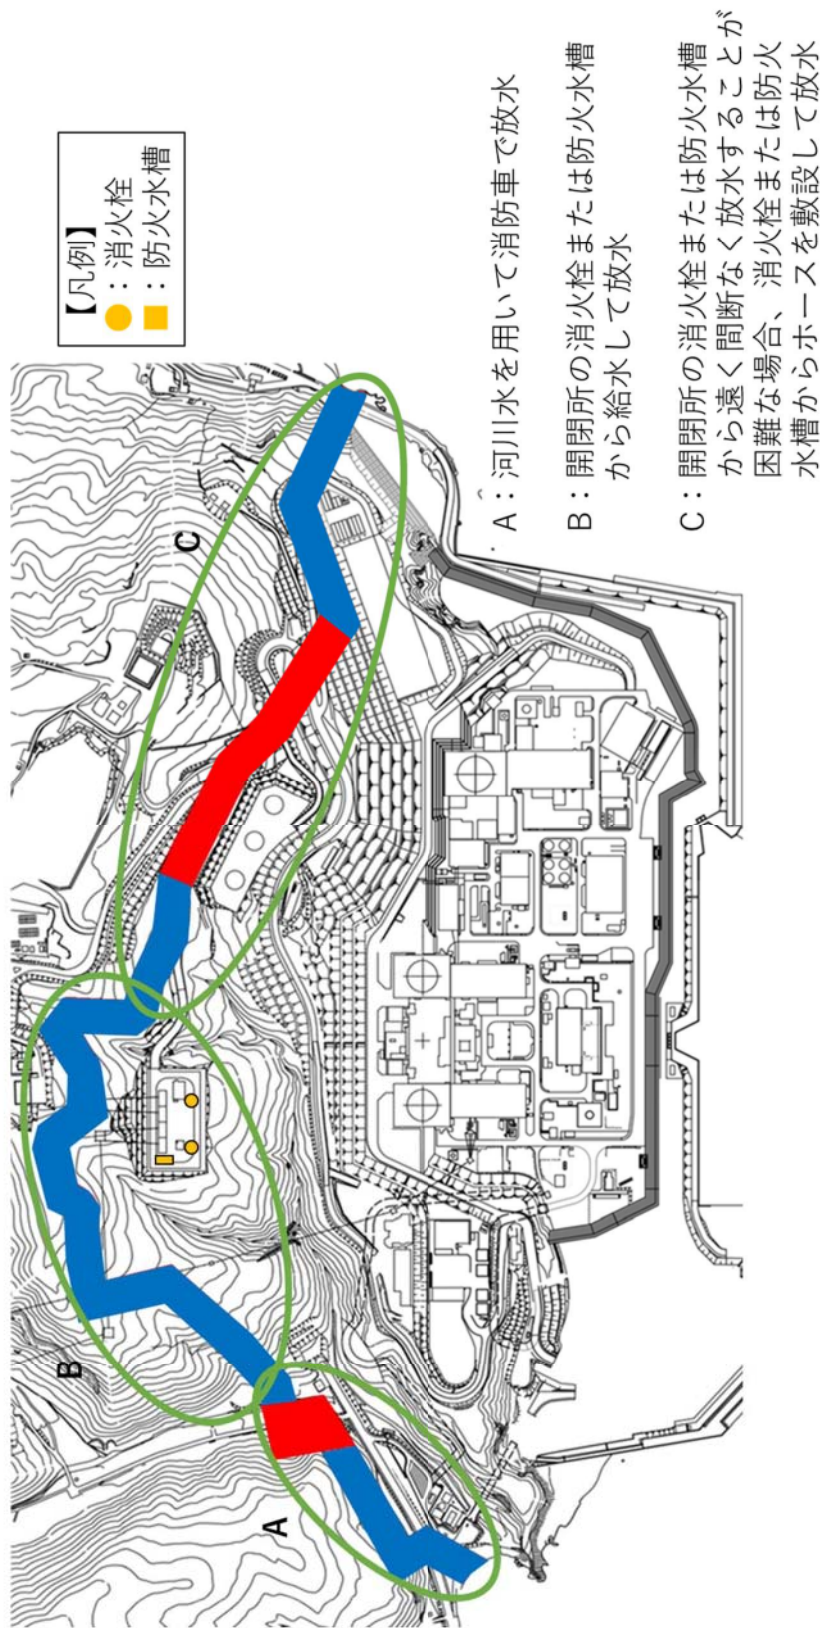 【凡例】
：消火栓
：防火水槽
C
B
A
A：河川水を用いて消防車で放水
B：開閉所の消火栓または防火水槽
から給水して放水
C：開閉所の消火栓または防火水槽
から遠く間断なく放水することが
困難な場合、消火栓または防火
水槽からホースを敷設して放水